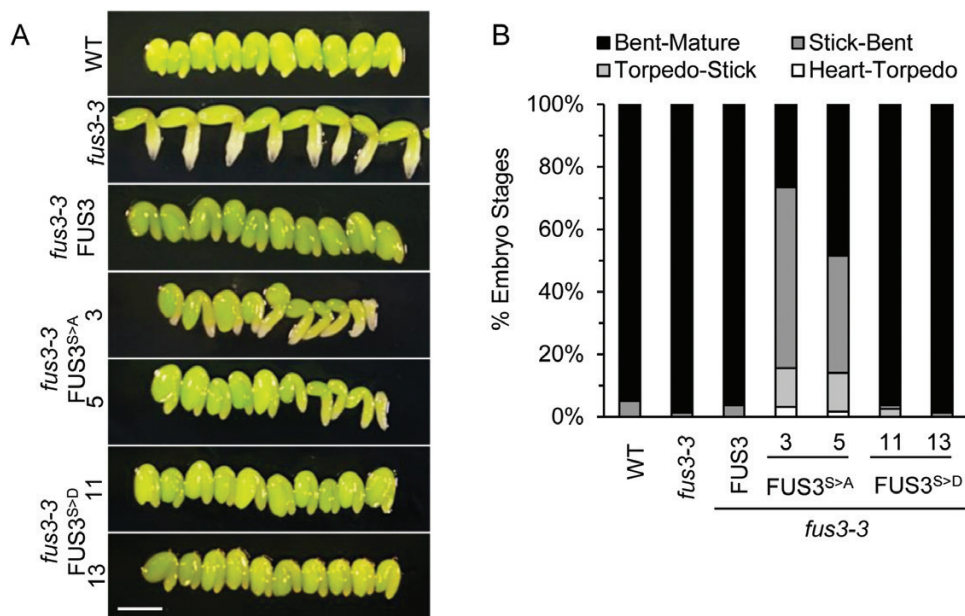 A
WT
fus3-3
fus3-3
FUS3
fus3-3
FUS3S>A
3
5
fus3-3
FUS3S>D
11
13
B
Bent-Mature
Stick-Bent
Torpedo-Stick
Heart-Torpedo
% Embryo Stages
100%
80%
60%
40%
20%
0%
WT
fus3-3
FUS3
3
5
11
13
FUS3S>A
FUS3S>D
fus3-3